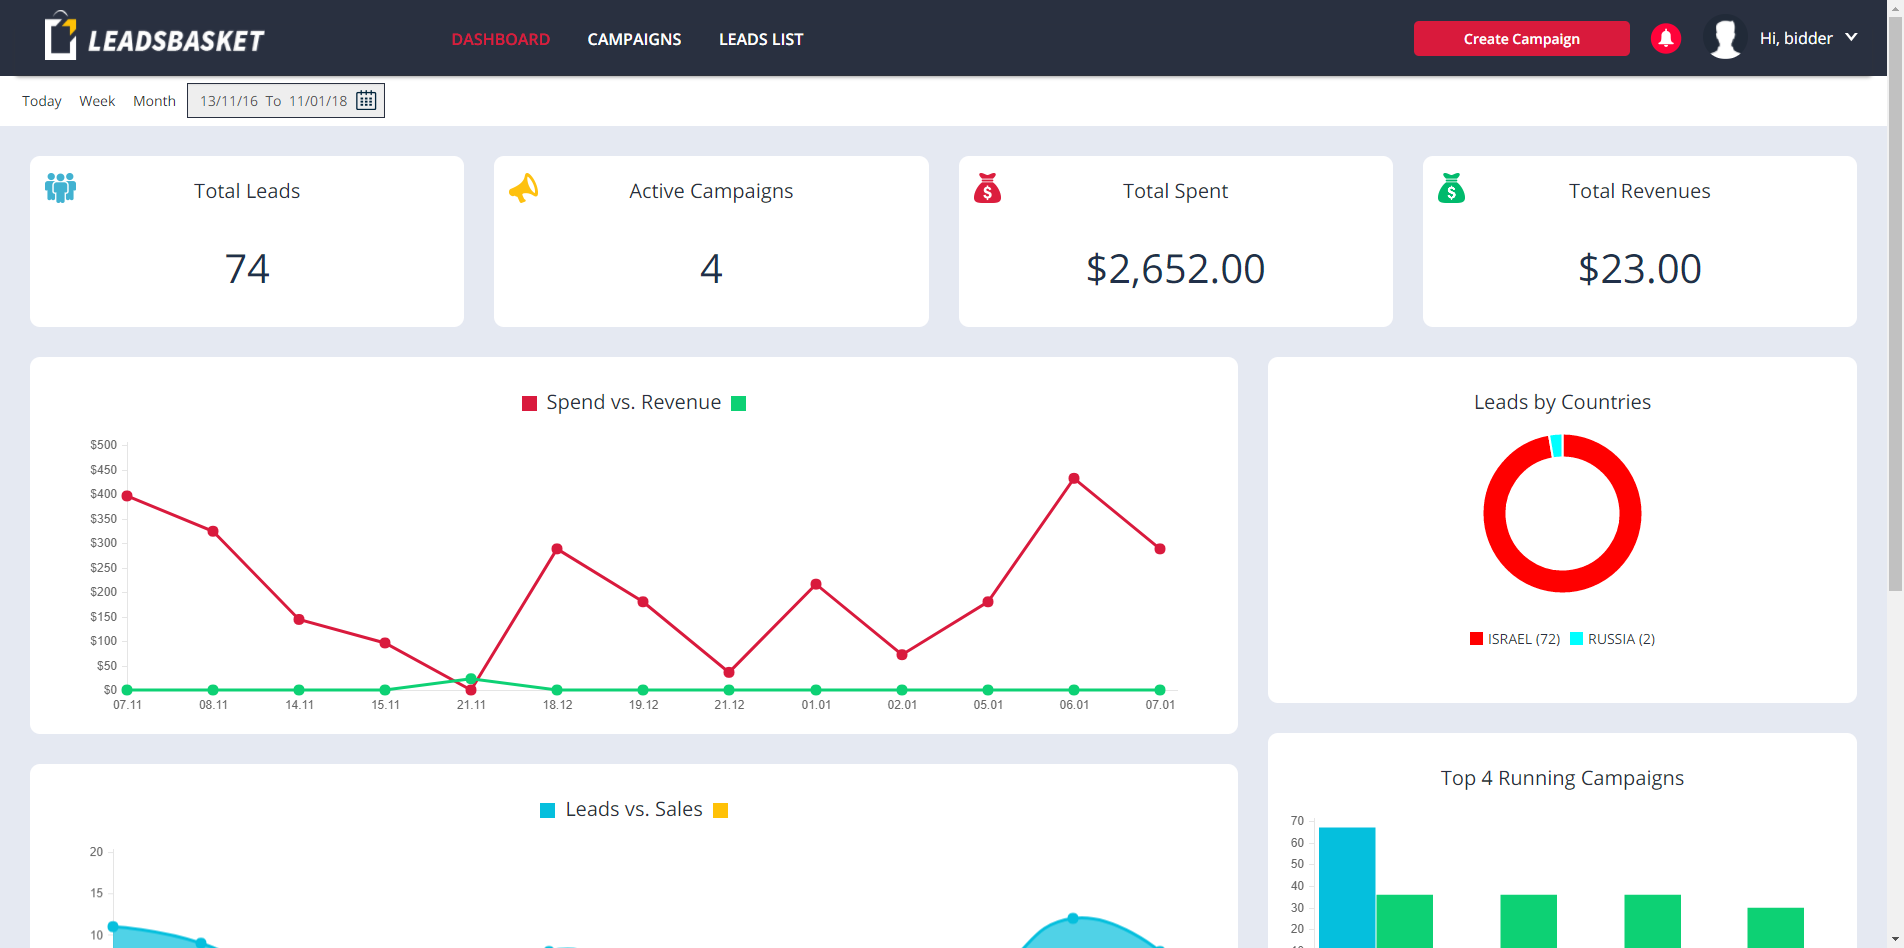 LEADSBASKET
DASHBOARD CAMPAIGNS LEADS LIST
Create Campaign
Hi, bidder
Today Week Month 13/11/16 To 11/01/18
Total Leads
74
Active Campaigns
4
Total Spent
$2,652.00
Total Revenues
$23.00
Spend vs. Revenue
$500
$450
$400
$350
$300
$250
$200
$150
$100
$50
$0
07.11 08.11 14.11 15.11 21.11 18.12 19.12 21.12 01.01 02.01 05.01 06.01 07.01
Leads by Countries
ISRAEL (72) RUSSIA (2)
Leads vs. Sales
20
15
10
Top 4 Running Campaigns
70
60
50
40
30
20